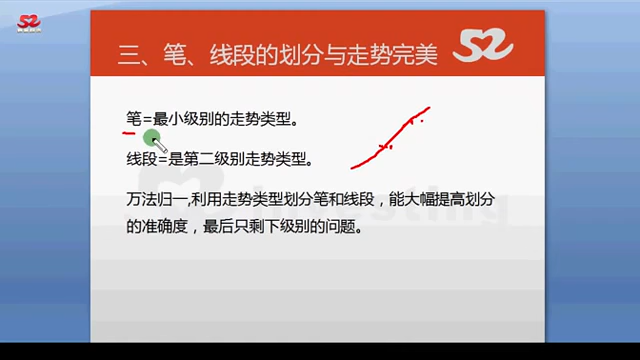 52
三、笔、线段的划分与走势完美
52
笔=最小级别的走势类型。
线段=是第二级别走势类型。
万法归一,利用走势类型划分笔和线段，能大幅提高划分
的准确度，最后只剩下级别的问题。
investing